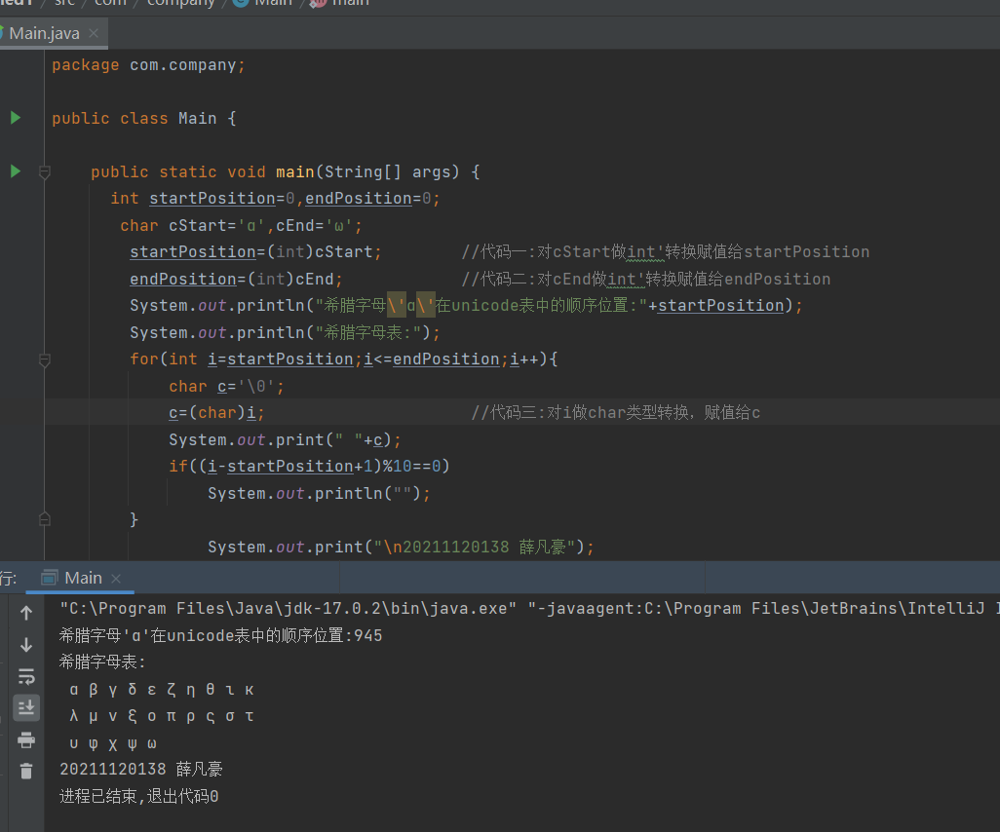 src / com / company / Main / main
Main.java ×
package com.company;
public class Main {
public static void main(String[] args) {
int startPosition=0,endPosition=0;
char cStart='α',cEnd='ω';
startPosition=(int)cStart; //代码一:对cStart做int'转换赋值给startPosition
endPosition=(int)cEnd; //代码二:对cEnd做int'转换赋值给endPosition
System.out.println("希腊字母\'α\'在unicode表中的顺序位置:"+startPosition);
System.out.println("希腊字母表:");
for(int i=startPosition;i<=endPosition;i++){
char c='\0';
c=(char)i; //代码三:对i做char类型转换，赋值给c
System.out.print(" "+c);
if((i-startPosition+1)%10==0)
System.out.println("");
}
System.out.print("\n20211120138 薛凡豪");
行: Main ×
"C:\Program Files\Java\jdk-17.0.2\bin\java.exe" "-javaagent:C:\Program Files\JetBrains\IntelliJ
希腊字母'α'在unicode表中的顺序位置:945
希腊字母表:
α β γ δ ε ζ η θ ι κ
λ μ ν ξ ο π ρ ς σ τ
υ φ χ ψ ω
20211120138 薛凡豪
进程已结束,退出代码0